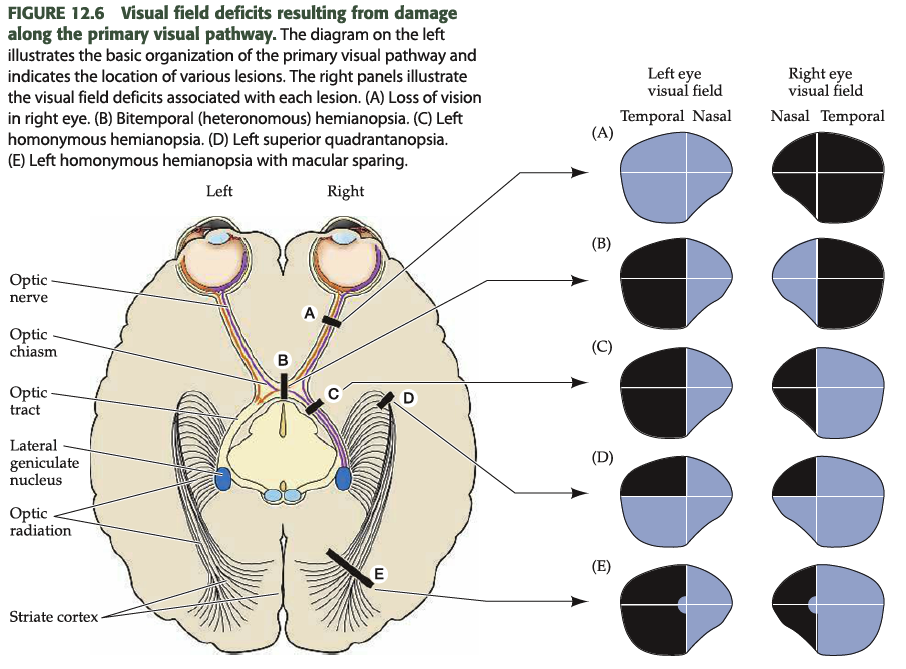 FIGURE 12.6 Visual field deficits resulting from damage
along the primary visual pathway. The diagram on the left
illustrates the basic organization of the primary visual pathway and
indicates the location of various lesions. The right panels illustrate
the visual field deficits associated with each lesion. (A) Loss of vision
in right eye. (B) Bitemporal (heteronomous) hemianopsia. (C) Left
homonymous hemianopsia. (D) Left superior quadrantanopsia.
(E) Left homonymous hemianopsia with macular sparing.
Left
Right
Optic
nerve
Optic
chiasm
Optic
tract
Lateral
geniculate
nucleus
Optic
radiation
Striate cortex
A
B
C
D
E
Left eye
visual field
Right eye
visual field
Temporal Nasal
Nasal Temporal
(A)
(B)
(C)
(D)
(E)